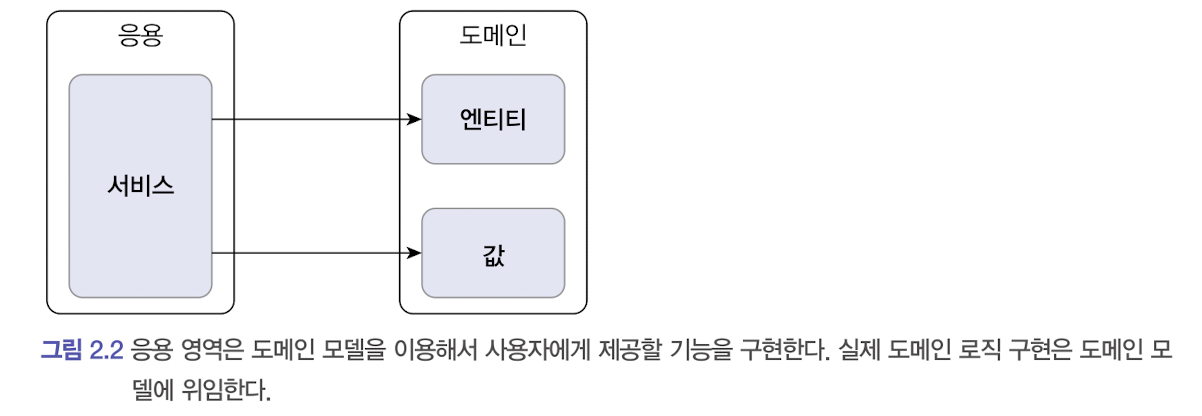 응용
도메인
엔티티
서비스
값
그림 2.2 응용 영역은 도메인 모델을 이용해서 사용자에게 제공할 기능을 구현한다. 실제 도메인 로직 구현은 도메인 모
델에 위임한다.